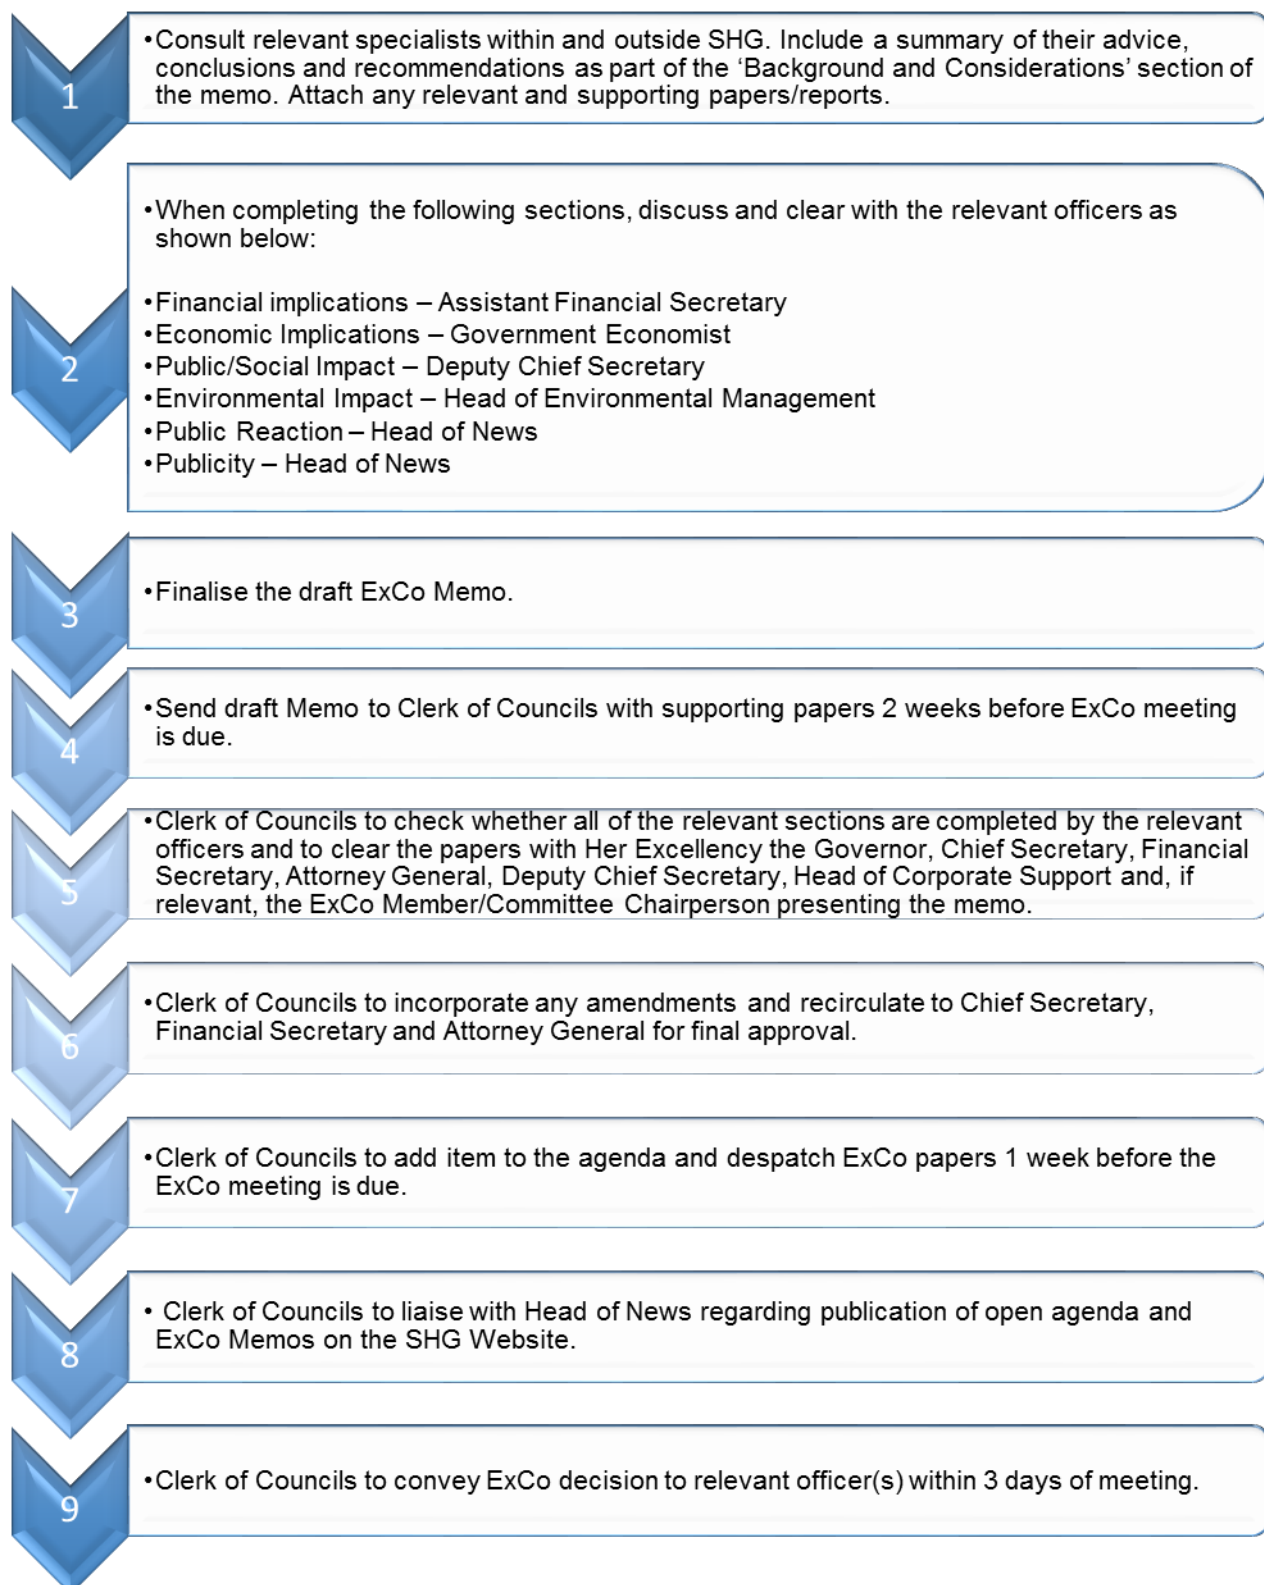 1
•Consult relevant specialists within and outside SHG. Include a summary of their advice,
conclusions and recommendations as part of the ‘Background and Considerations’ section of
the memo. Attach any relevant and supporting papers/reports.
2
•When completing the following sections, discuss and clear with the relevant officers as
shown below:
•Financial implications – Assistant Financial Secretary
•Economic Implications – Government Economist
•Public/Social Impact – Deputy Chief Secretary
•Environmental Impact – Head of Environmental Management
•Public Reaction – Head of News
•Publicity – Head of News
3
•Finalise the draft ExCo Memo.
4
•Send draft Memo to Clerk of Councils with supporting papers 2 weeks before ExCo meeting
is due.
5
•Clerk of Councils to check whether all of the relevant sections are completed by the relevant
officers and to clear the papers with Her Excellency the Governor, Chief Secretary, Financial
Secretary, Attorney General, Deputy Chief Secretary, Head of Corporate Support and, if
relevant, the ExCo Member/Committee Chairperson presenting the memo.
6
•Clerk of Councils to incorporate any amendments and recirculate to Chief Secretary,
Financial Secretary and Attorney General for final approval.
7
•Clerk of Councils to add item to the agenda and despatch ExCo papers 1 week before the
ExCo meeting is due.
8
• Clerk of Councils to liaise with Head of News regarding publication of open agenda and
ExCo Memos on the SHG Website.
9
•Clerk of Councils to convey ExCo decision to relevant officer(s) within 3 days of meeting.